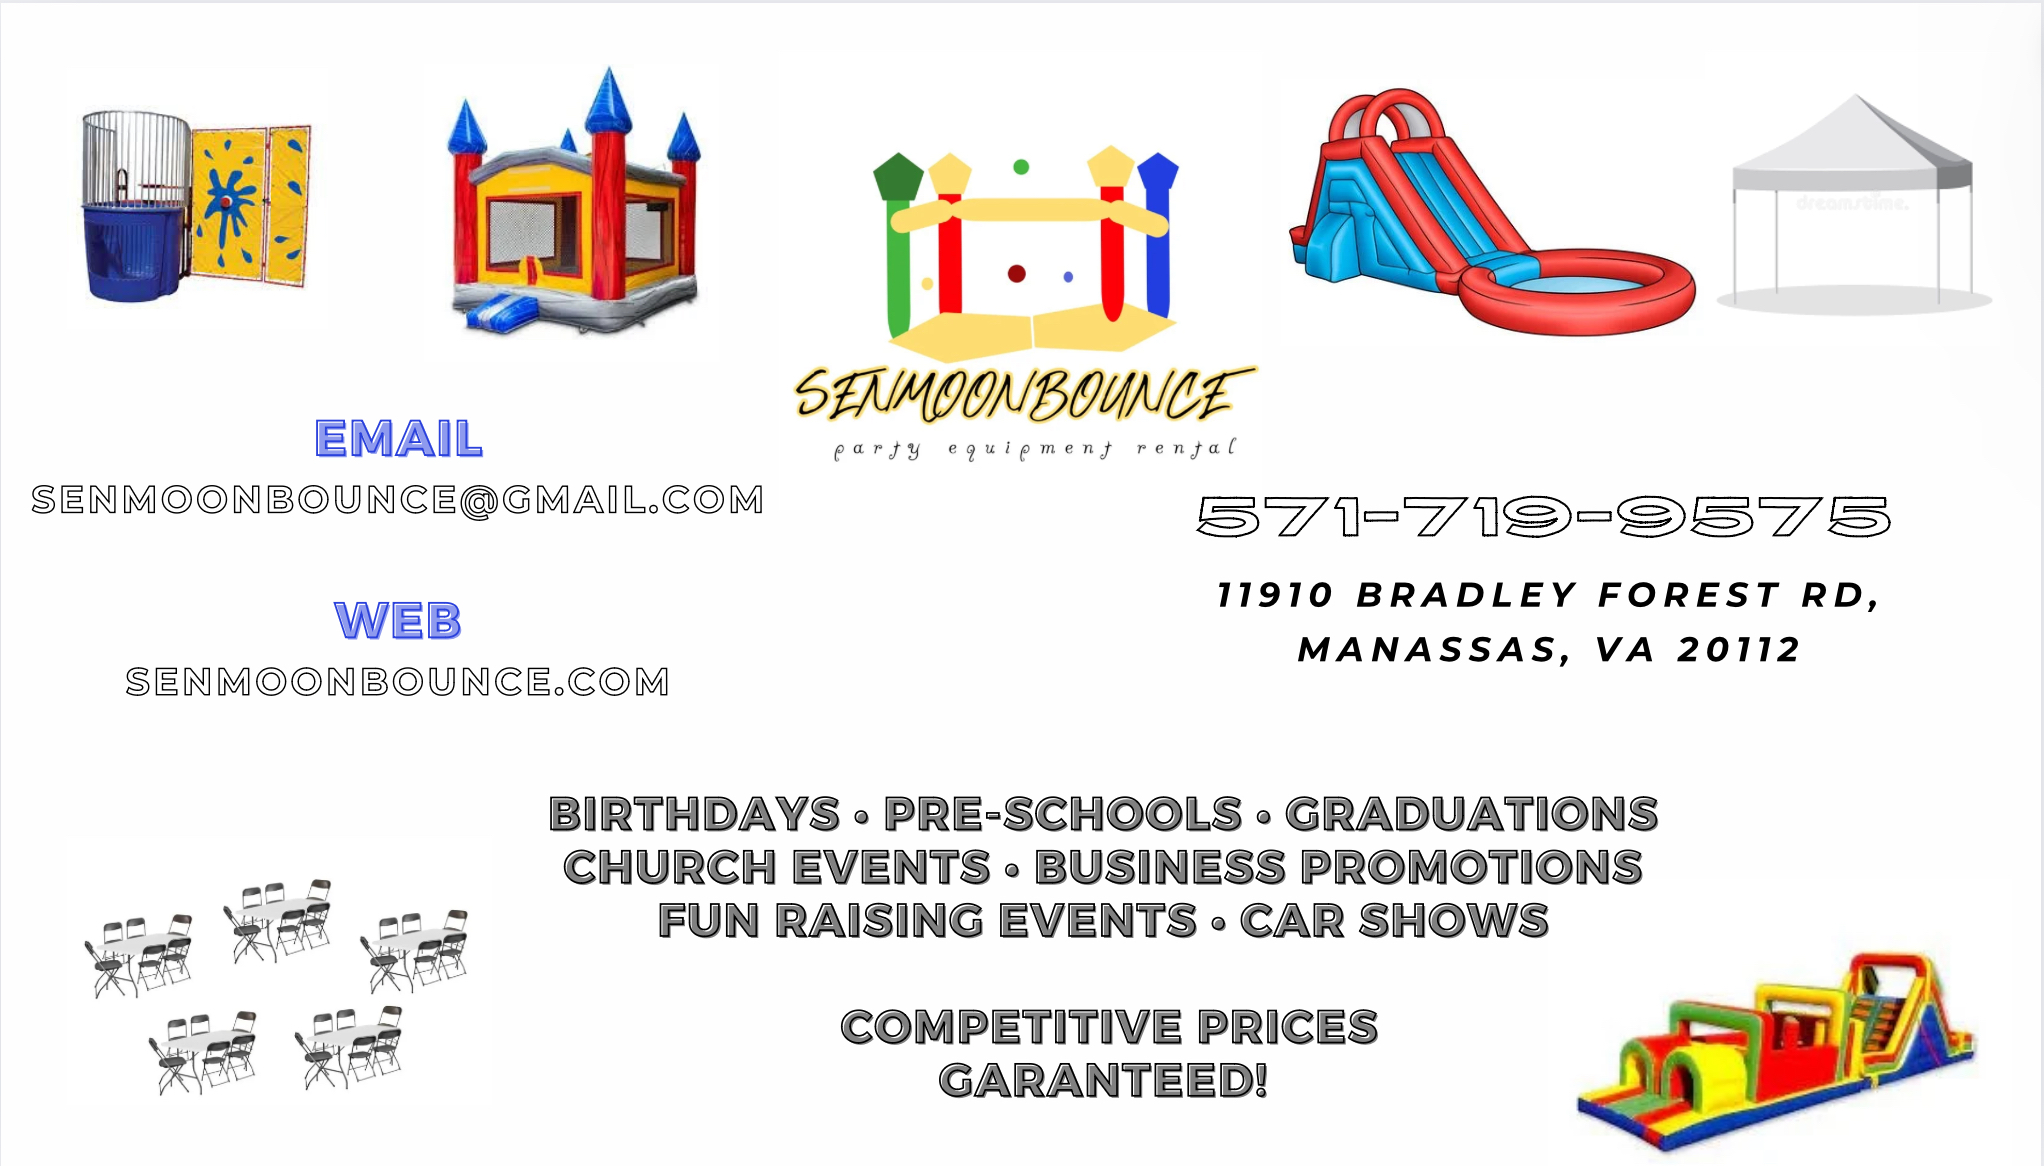 dreamstime.
SENMOONBOUNCE
party equipment rental
EMAIL
SENMOONBOUNCE@GMAIL.COM
571-719-9575
11910 BRADLEY FOREST RD,
MANASSAS, VA 20112
WEB
SENMOONBOUNCE.COM
BIRTHDAYS • PRE-SCHOOLS • GRADUATIONS
CHURCH EVENTS • BUSINESS PROMOTIONS
FUN RAISING EVENTS • CAR SHOWS
COMPETITIVE PRICES
GARANTEED!